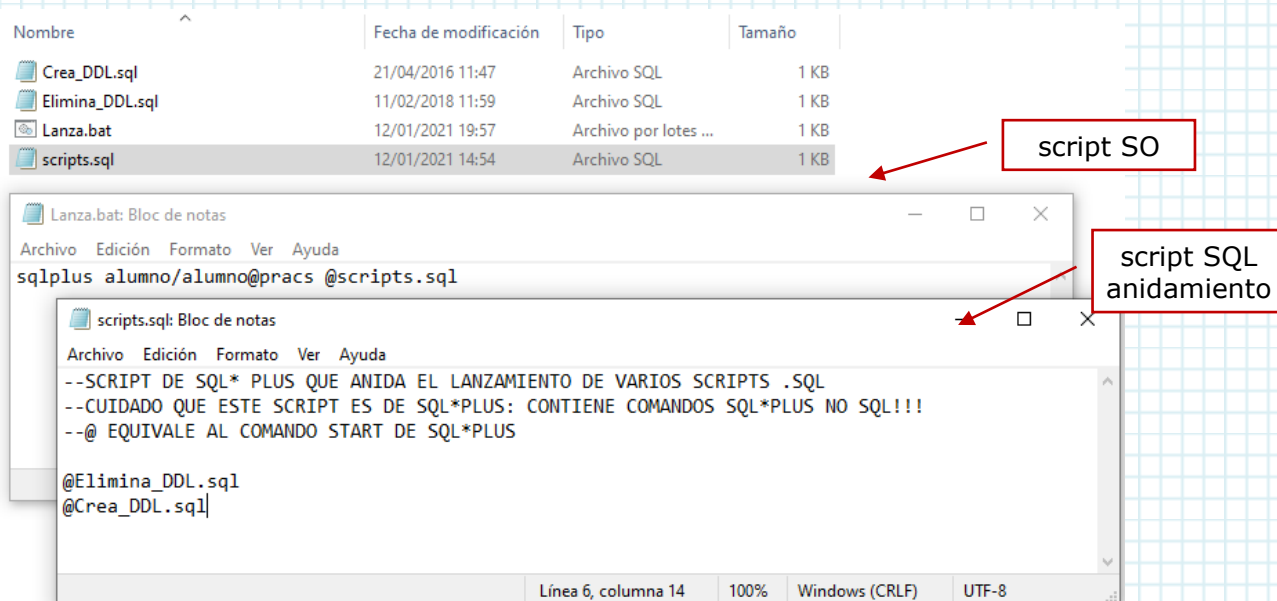 Nombre Fecha de modificación Tipo Tamaño
Crea_DDL.sql 21/04/2016 11:47 Archivo SQL 1 KB
Elimina_DDL.sql 11/02/2018 11:59 Archivo SQL 1 KB
Lanza.bat 12/01/2021 19:57 Archivo por lotes ... 1 KB
scripts.sql 12/01/2021 14:54 Archivo SQL 1 KB
script SO
Lanza.bat: Bloc de notas
Archivo Edición Formato Ver Ayuda
sqlplus alumno/alumno@pracs @scripts.sql
script SQL
anidamiento
scripts.sql: Bloc de notas
Archivo Edición Formato Ver Ayuda
--SCRIPT DE SQL* PLUS QUE ANIDA EL LANZAMIENTO DE VARIOS SCRIPTS .SQL
--CUIDADO QUE ESTE SCRIPT ES DE SQL*PLUS: CONTIENE COMANDOS SQL*PLUS NO SQL!!!
--@ EQUIVALE AL COMANDO START DE SQL*PLUS
@Elimina_DDL.sql
@Crea_DDL.sql
Línea 6, columna 14 100% Windows (CRLF) UTF-8